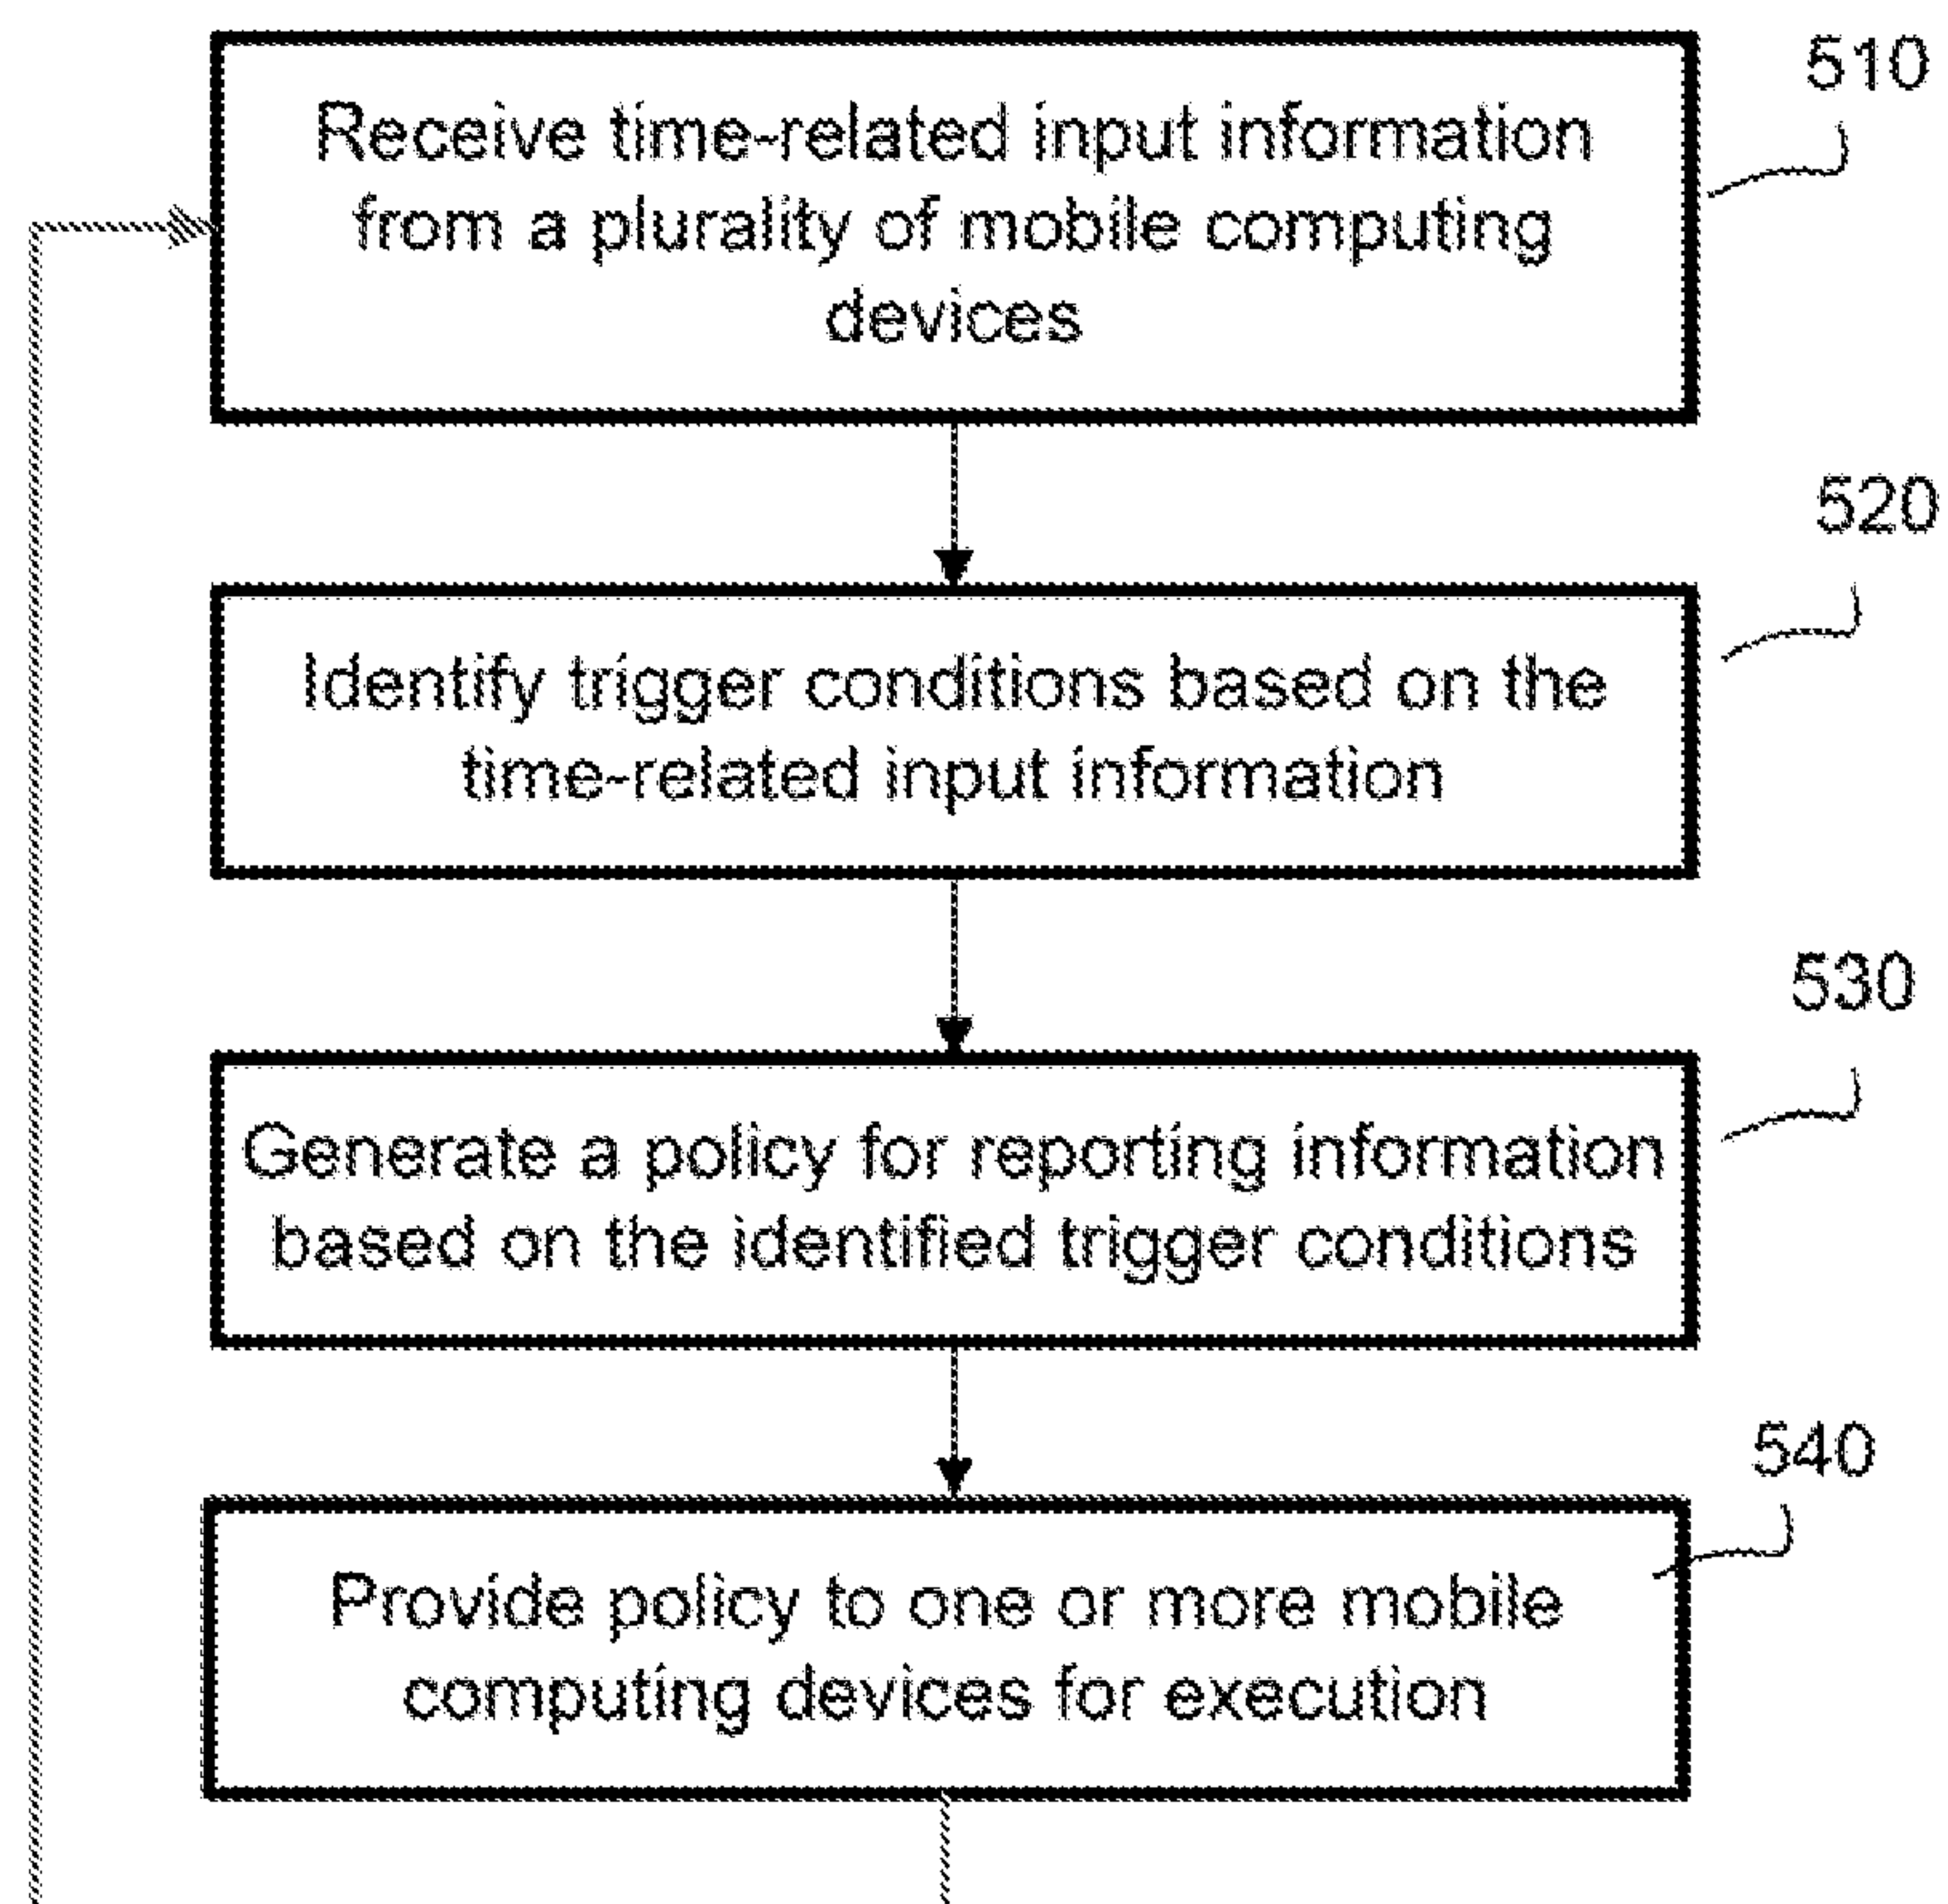 510
Receive time-related input information
from a plurality of mobile computing
devices
520
Identify trigger conditions based on the
time-related input information
530
Generate a policy for reporting information
based on the identified trigger conditions
540
Provide policy to one or more mobile
computing devices for execution